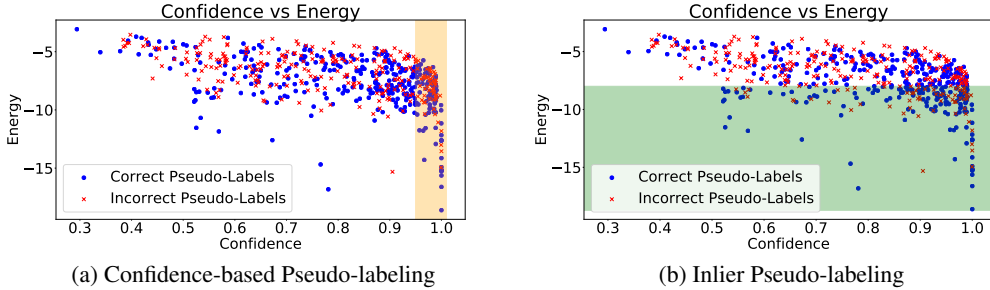 Confidence vs Energy
Energy
−5
−10
−15
Correct Pseudo-Labels
Incorrect Pseudo-Labels
0.3 0.4 0.5 0.6 0.7 0.8 0.9 1.0
Confidence
(a) Confidence-based Pseudo-labeling
Confidence vs Energy
Energy
−5
−10
−15
Correct Pseudo-Labels
Incorrect Pseudo-Labels
0.3 0.4 0.5 0.6 0.7 0.8 0.9 1.0
Confidence
(b) Inlier Pseudo-labeling